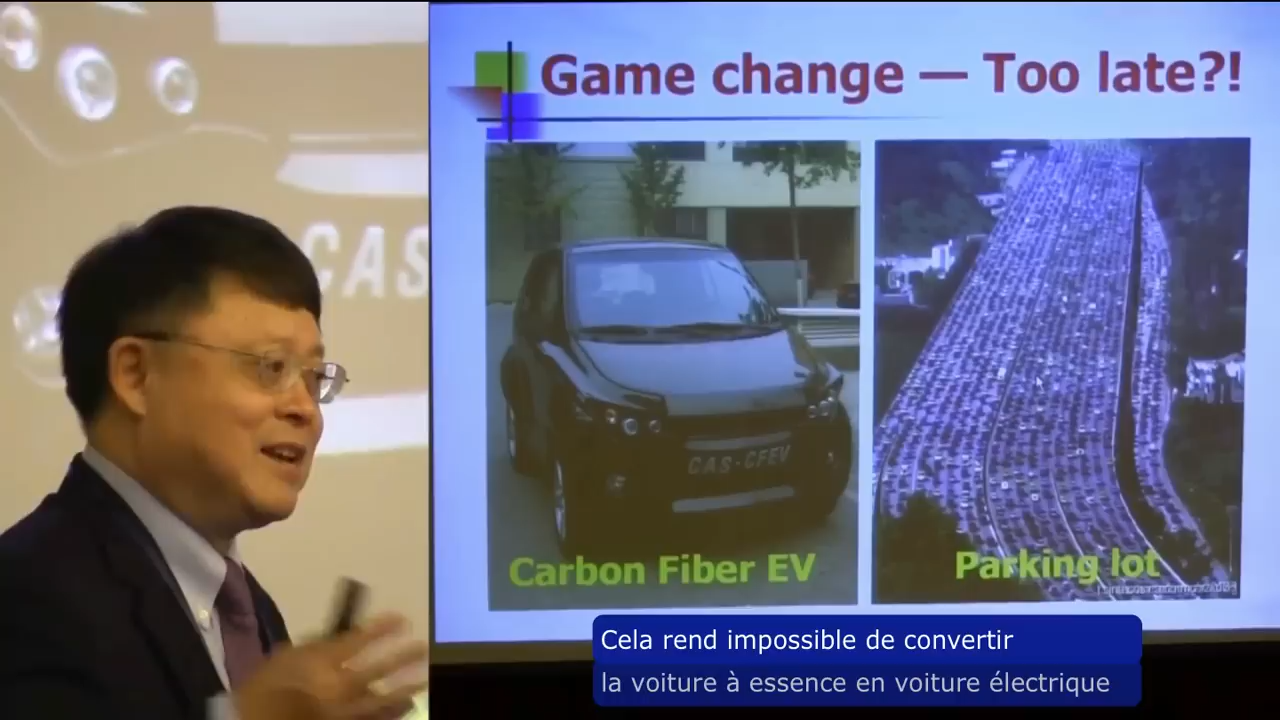 Game change — Too late?!
CAS
CAS-CFEV
Carbon Fiber EV
Parking lot
Cela rend impossible de convertir
la voiture à essence en voiture électrique